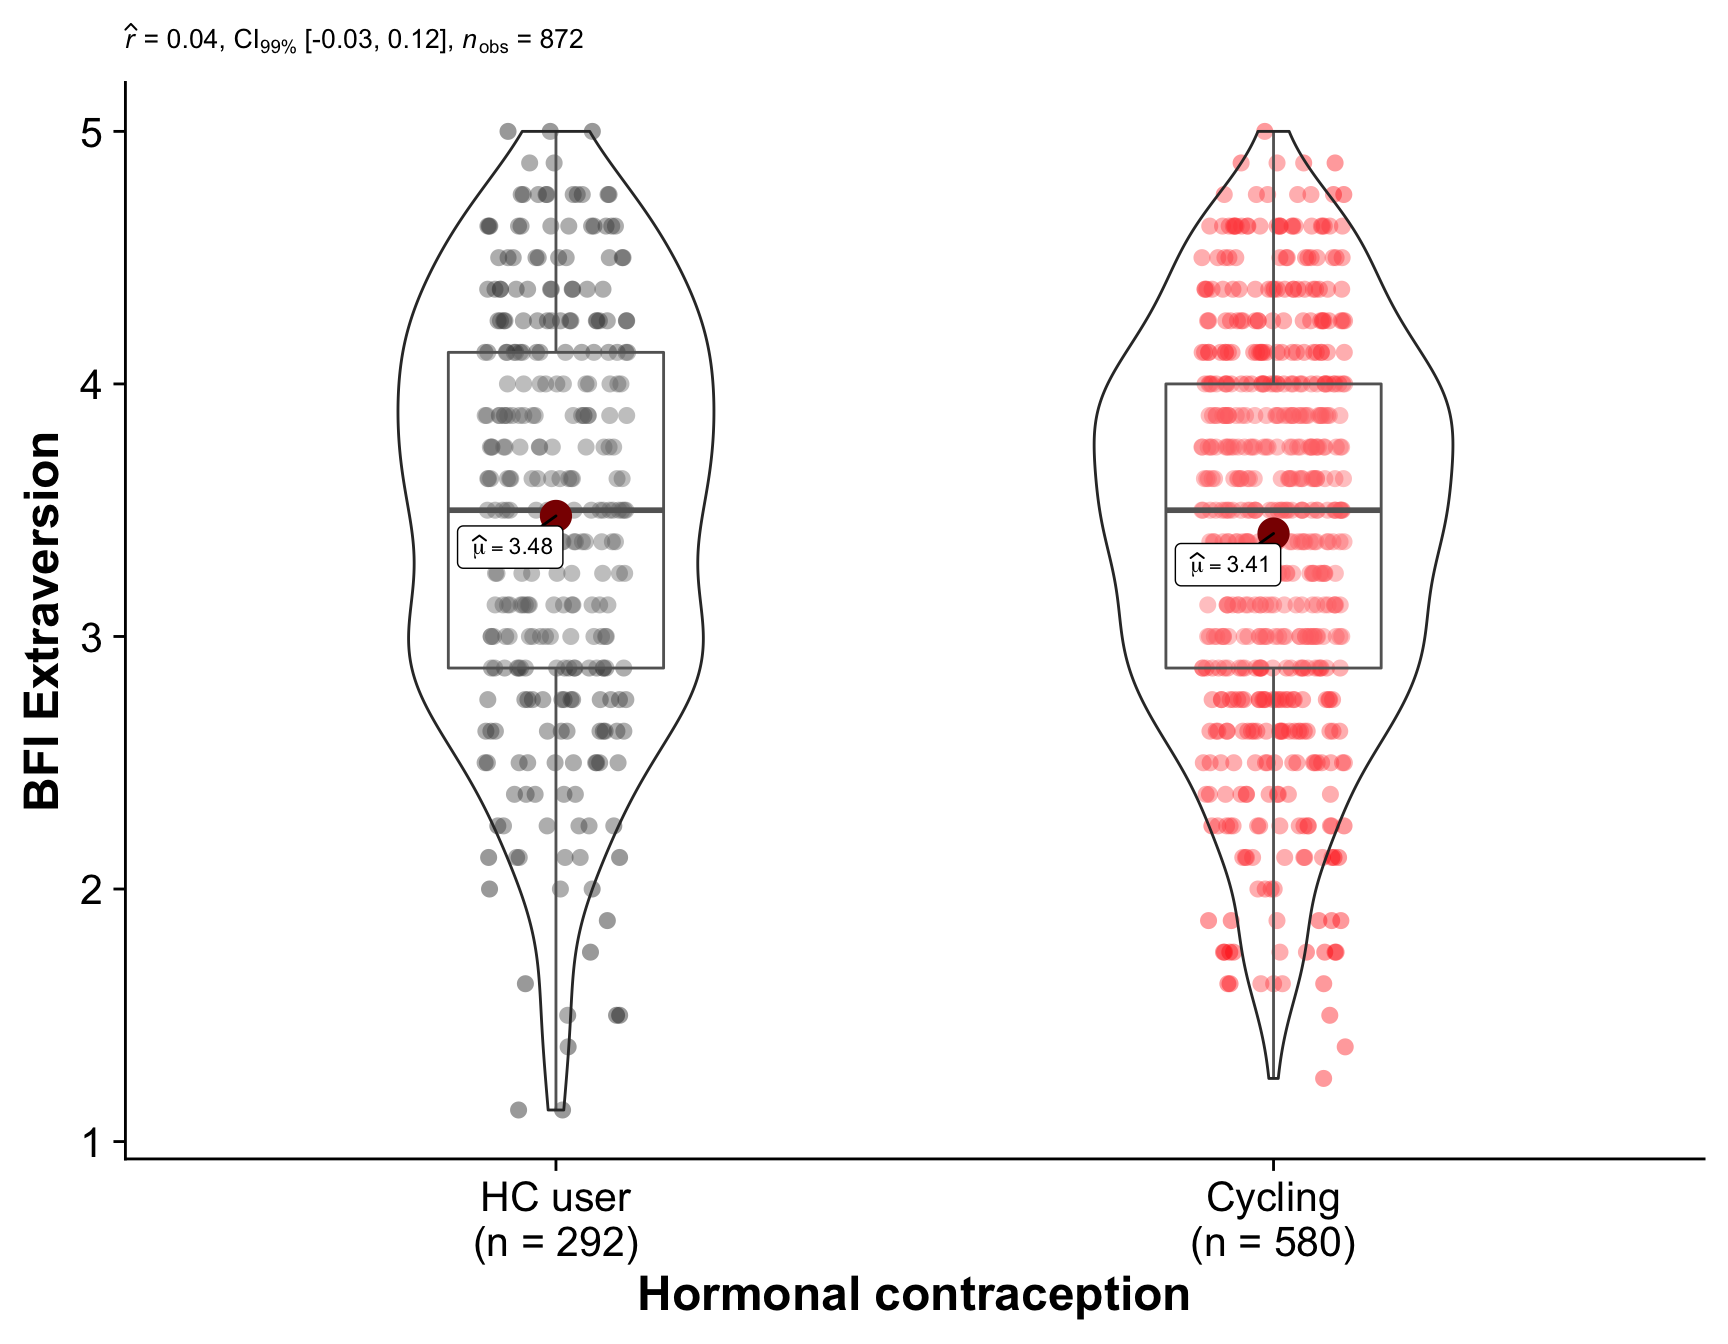 r̂ = 0.04, CI99% [-0.03, 0.12], nobs = 872
BFI Extraversion
5
4
3
2
1
μ̂ = 3.48
μ̂ = 3.41
HC user
(n = 292)
Cycling
(n = 580)
Hormonal contraception